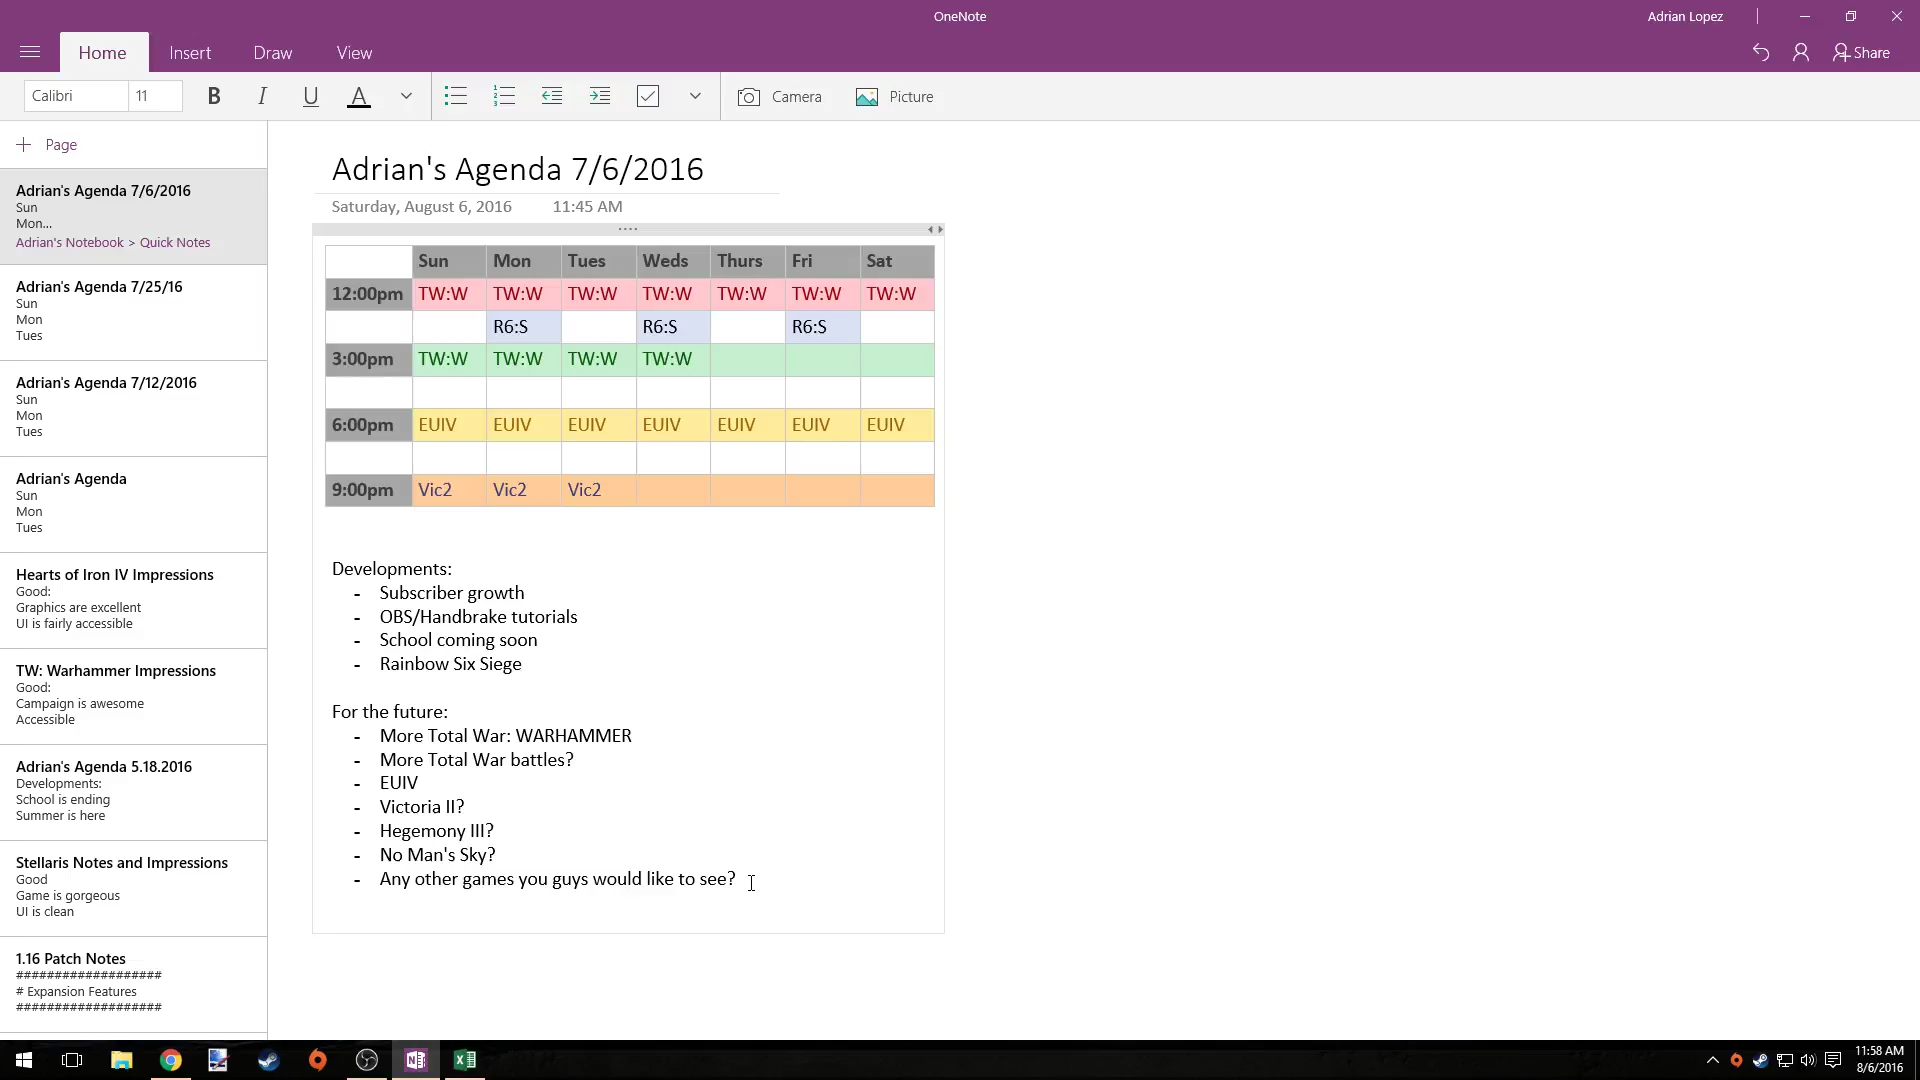 OneNote
Adrian Lopez
Home Insert Draw View
Share
Calibri 11 B I U A Camera Picture
Page
Adrian's Agenda 7/6/2016
Sun
Mon...
Adrian's Notebook > Quick Notes
Adrian's Agenda 7/25/16
Sun
Mon
Tues
Adrian's Agenda 7/12/2016
Sun
Mon
Tues
Adrian's Agenda
Sun
Mon
Tues
Hearts of Iron IV Impressions
Good:
Graphics are excellent
UI is fairly accessible
TW: Warhammer Impressions
Good:
Campaign is awesome
Accessible
Adrian's Agenda 5.18.2016
Developments:
School is ending
Summer is here
Stellaris Notes and Impressions
Good
Game is gorgeous
UI is clean
1.16 Patch Notes
###################
# Expansion Features
###################
Adrian's Agenda 7/6/2016
Saturday, August 6, 2016 11:45 AM
Sun Mon Tues Weds Thurs Fri Sat
12:00pm TW:W TW:W TW:W TW:W TW:W TW:W TW:W
R6:S R6:S R6:S
3:00pm TW:W TW:W TW:W TW:W
6:00pm EUIV EUIV EUIV EUIV EUIV EUIV EUIV
9:00pm Vic2 Vic2 Vic2
Developments:
- Subscriber growth
- OBS/Handbrake tutorials
- School coming soon
- Rainbow Six Siege
For the future:
- More Total War: WARHAMMER
- More Total War battles?
- EUIV
- Victoria II?
- Hegemony III?
- No Man's Sky?
- Any other games you guys would like to see?
11:58 AM
8/6/2016